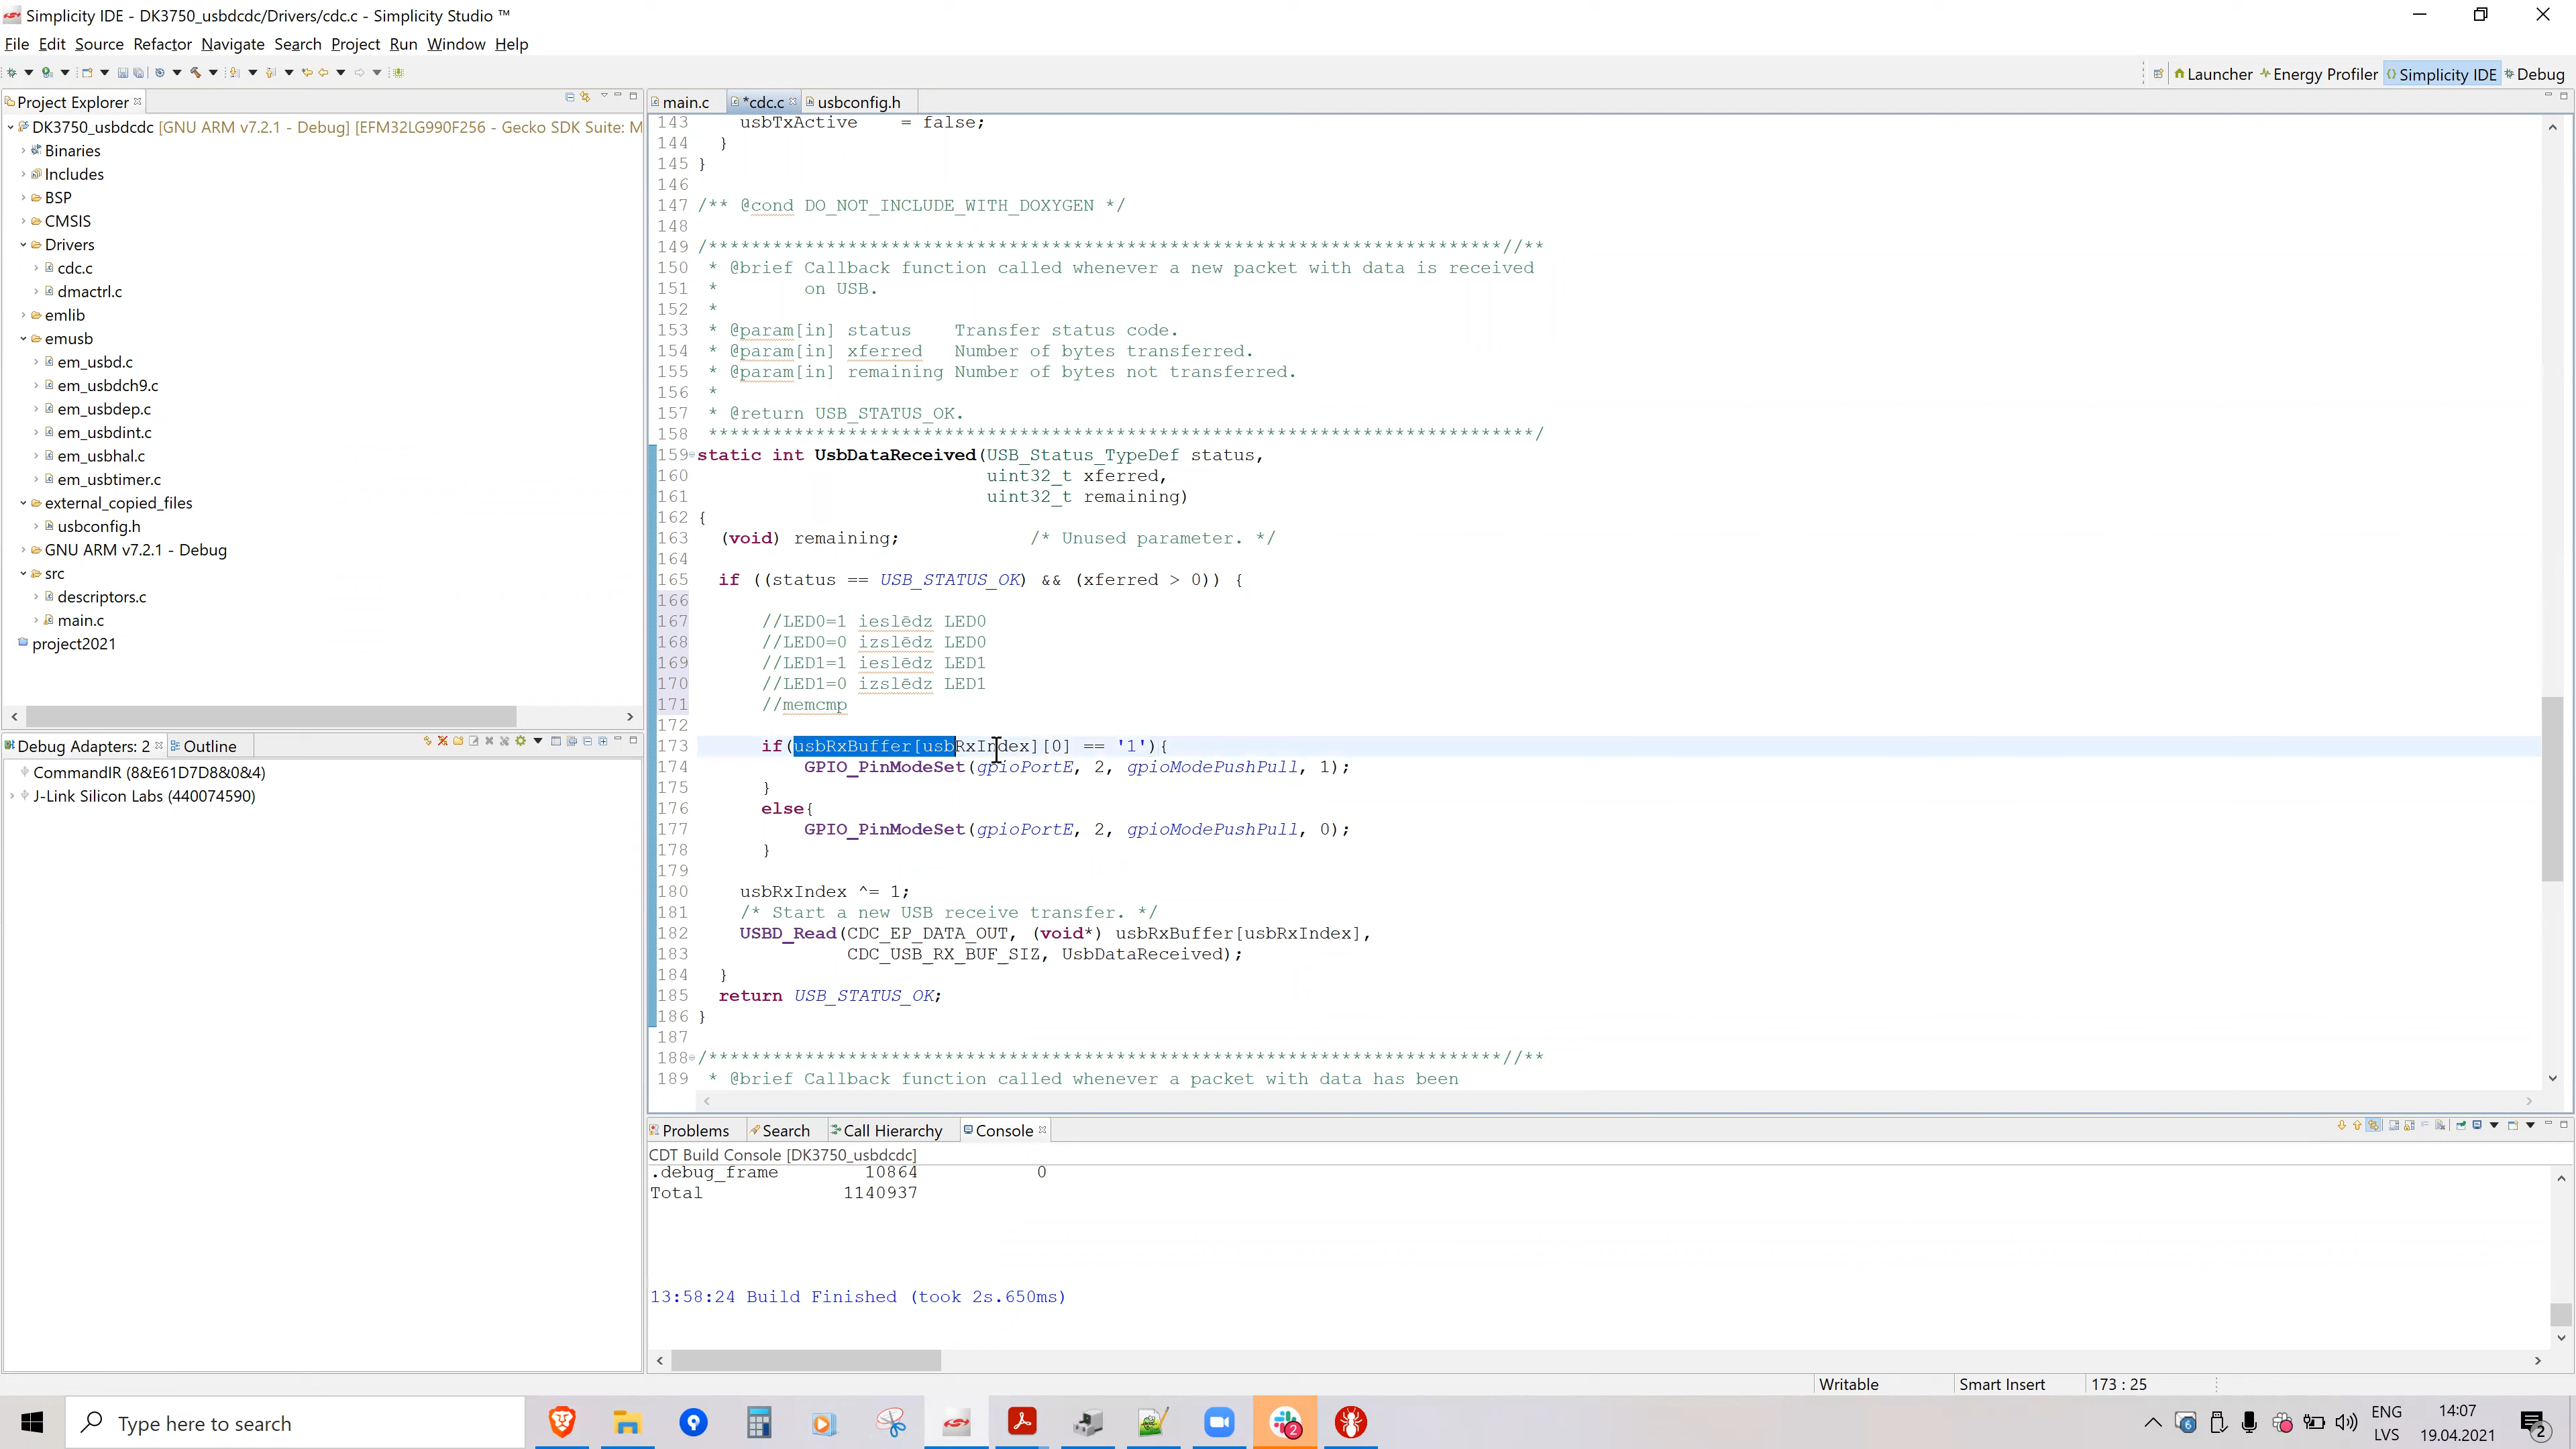 Simplicity IDE - DK3750_usbdcdc/Drivers/cdc.c - Simplicity Studio ™
File Edit Source Refactor Navigate Search Project Run Window Help
Launcher Energy Profiler Simplicity IDE Debug
Project Explorer
DK3750_usbdcdc [GNU ARM v7.2.1 - Debug] [EFM32LG990F256 - Gecko SDK Suite: M
Binaries
Includes
BSP
CMSIS
Drivers
cdc.c
dmactrl.c
emlib
emusb
em_usbd.c
em_usbdch9.c
em_usbdep.c
em_usbdint.c
em_usbhal.c
em_usbtimer.c
external_copied_files
usbconfig.h
GNU ARM v7.2.1 - Debug
src
descriptors.c
main.c
project2021
Debug Adapters: 2 Outline
CommandIR (8&E61D7D8&0&4)
J-Link Silicon Labs (440074590)
main.c *cdc.c usbconfig.h
143 usbTxActive = false;
144 }
145 }
146
147 /** @cond DO_NOT_INCLUDE_WITH_DOXYGEN */
148
149 /**************************************************************************//**
150 * @brief Callback function called whenever a new packet with data is received
151 * on USB.
152 *
153 * @param[in] status Transfer status code.
154 * @param[in] xferred Number of bytes transferred.
155 * @param[in] remaining Number of bytes not transferred.
156 *
157 * @return USB_STATUS_OK.
158 *****************************************************************************/
159 static int UsbDataReceived(USB_Status_TypeDef status,
160 uint32_t xferred,
161 uint32_t remaining)
162 {
163 (void) remaining; /* Unused parameter. */
164
165 if ((status == USB_STATUS_OK) && (xferred > 0)) {
166
167 //LED0=1 ieslēdz LED0
168 //LED0=0 izslēdz LED0
169 //LED1=1 ieslēdz LED1
170 //LED1=0 izslēdz LED1
171 //memcmp
172
173 if(usbRxBuffer[usbRxIndex][0] == '1'){
174 GPIO_PinModeSet(gpioPortE, 2, gpioModePushPull, 1);
175 }
176 else{
177 GPIO_PinModeSet(gpioPortE, 2, gpioModePushPull, 0);
178 }
179
180 usbRxIndex ^= 1;
181 /* Start a new USB receive transfer. */
182 USBD_Read(CDC_EP_DATA_OUT, (void*) usbRxBuffer[usbRxIndex],
183 CDC_USB_RX_BUF_SIZ, UsbDataReceived);
184 }
185 return USB_STATUS_OK;
186 }
187
188 /**************************************************************************//**
189 * @brief Callback function called whenever a packet with data has been
Problems Search Call Hierarchy Console
CDT Build Console [DK3750_usbdcdc]
.debug_frame 10864 0
Total 1140937
13:58:24 Build Finished (took 2s.650ms)
Writable Smart Insert 173 : 25
Type here to search
2
6
ENG
LVS
14:07
19.04.2021
2